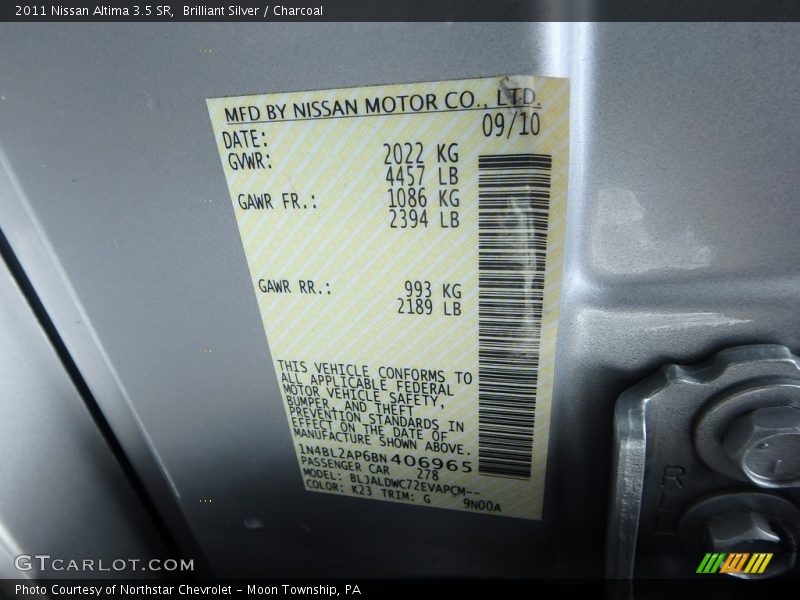 2011 Nissan Altima 3.5 SR,  Brilliant Silver / Charcoal
MFD BY NISSAN MOTOR CO., LTD.
DATE: 09/10
GVWR: 2022 KG
4457 LB
GAWR FR.: 1086 KG
2394 LB
GAWR RR.: 993 KG
2189 LB
THIS VEHICLE CONFORMS TO
ALL APPLICABLE FEDERAL
MOTOR VEHICLE SAFETY,
BUMPER, AND THEFT
PREVENTION STANDARDS IN
EFFECT ON THE DATE OF
MANUFACTURE SHOWN ABOVE.
1N4BL2AP6BN406965
PASSENGER CAR 278
MODEL: BLJALDWC72EVAPCM--
COLOR: K23 TRIM: G 9N00A
GTCARLOT.COM
Photo Courtesy of Northstar Chevrolet - Moon Township, PA